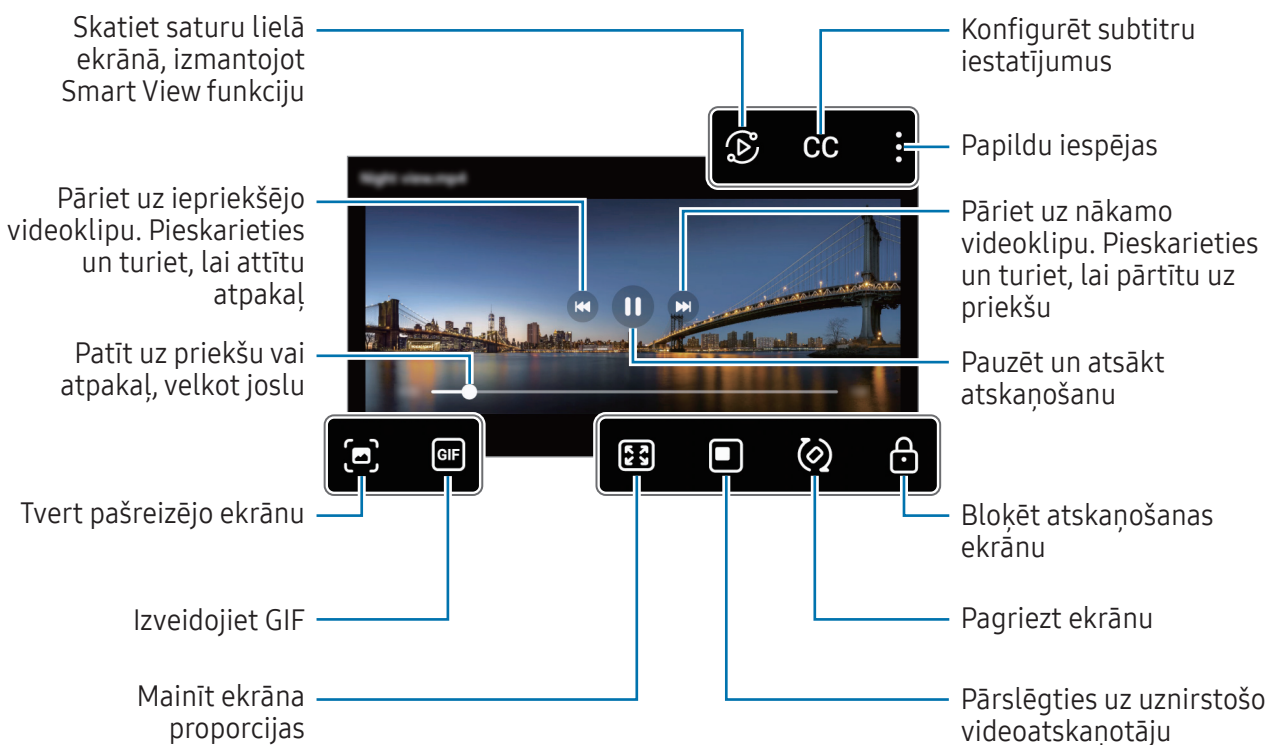 Skatiet saturu lielā
ekrānā, izmantojot
Smart View funkciju
Konfigurēt subtitru
iestatījumus
CC
Papildu iespējas
Night view.mp4
Pāriet uz iepriekšējo
videoklipu. Pieskarieties
un turiet, lai attītu
atpakaļ
Pāriet uz nākamo
videoklipu. Pieskarieties
un turiet, lai pārtītu uz
priekšu
Patīt uz priekšu vai
atpakaļ, velkot joslu
Pauzēt un atsākt
atskaņošanu
GIF
Tvert pašreizējo ekrānu
Bloķēt atskaņošanas
ekrānu
Izveidojiet GIF
Pagriezt ekrānu
Mainīt ekrāna
proporcijas
Pārslēgties uz uznirstošo
videoatskaņotāju